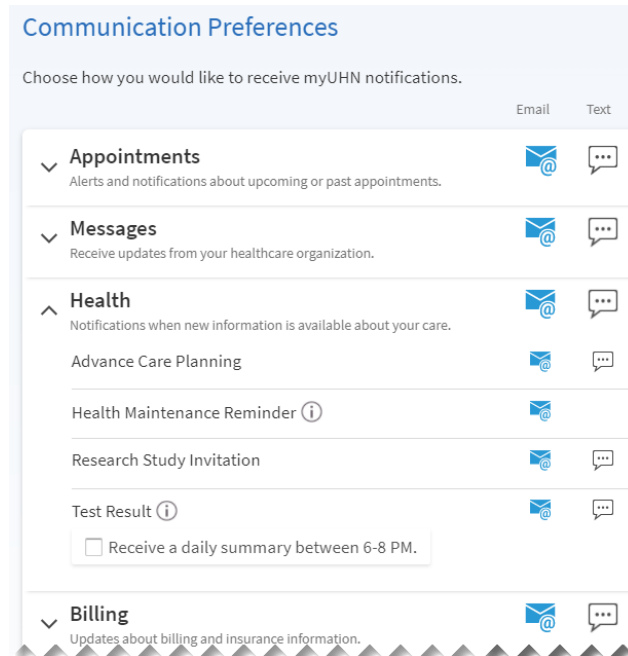 Communication Preferences
Choose how you would like to receive myUHN notifications.
Email Text
Appointments
Alerts and notifications about upcoming or past appointments.
Messages
Receive updates from your healthcare organization.
Health
Notifications when new information is available about your care.
Advance Care Planning
Health Maintenance Reminder
Research Study Invitation
Test Result
Receive a daily summary between 6-8 PM.
Billing
Updates about billing and insurance information.